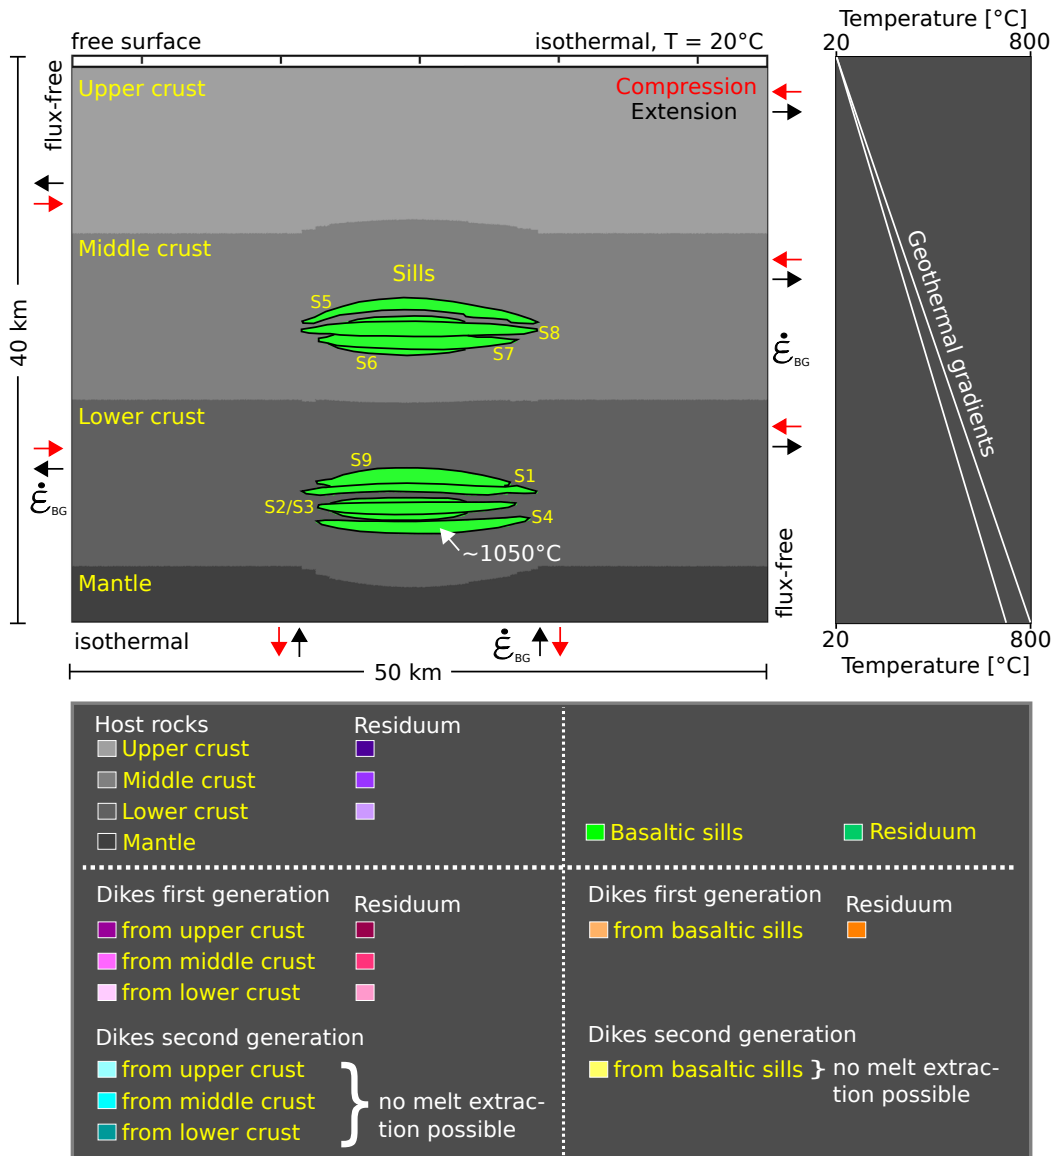 free surface
isothermal, T = 20°C
Temperature [°C]
20
800
Upper crust
flux-free
Compression
Extension
Middle crust
Sills
S5
S8
S7
S6
40 km
ε̇BG
Geothermal gradients
Lower crust
S9
S1
S2/S3
S4
~1050°C
ε̇BG
flux-free
Mantle
isothermal
ε̇BG
20
800
Temperature [°C]
50 km
Host rocks
Residuum
Upper crust
Middle crust
Lower crust
Mantle
Basaltic sills
Residuum
Dikes first generation
Residuum
from upper crust
from middle crust
from lower crust
Dikes first generation
Residuum
from basaltic sills
Dikes second generation
from upper crust
from middle crust
from lower crust
} no melt extrac-
tion possible
Dikes second generation
from basaltic sills } no melt extrac-
tion possible